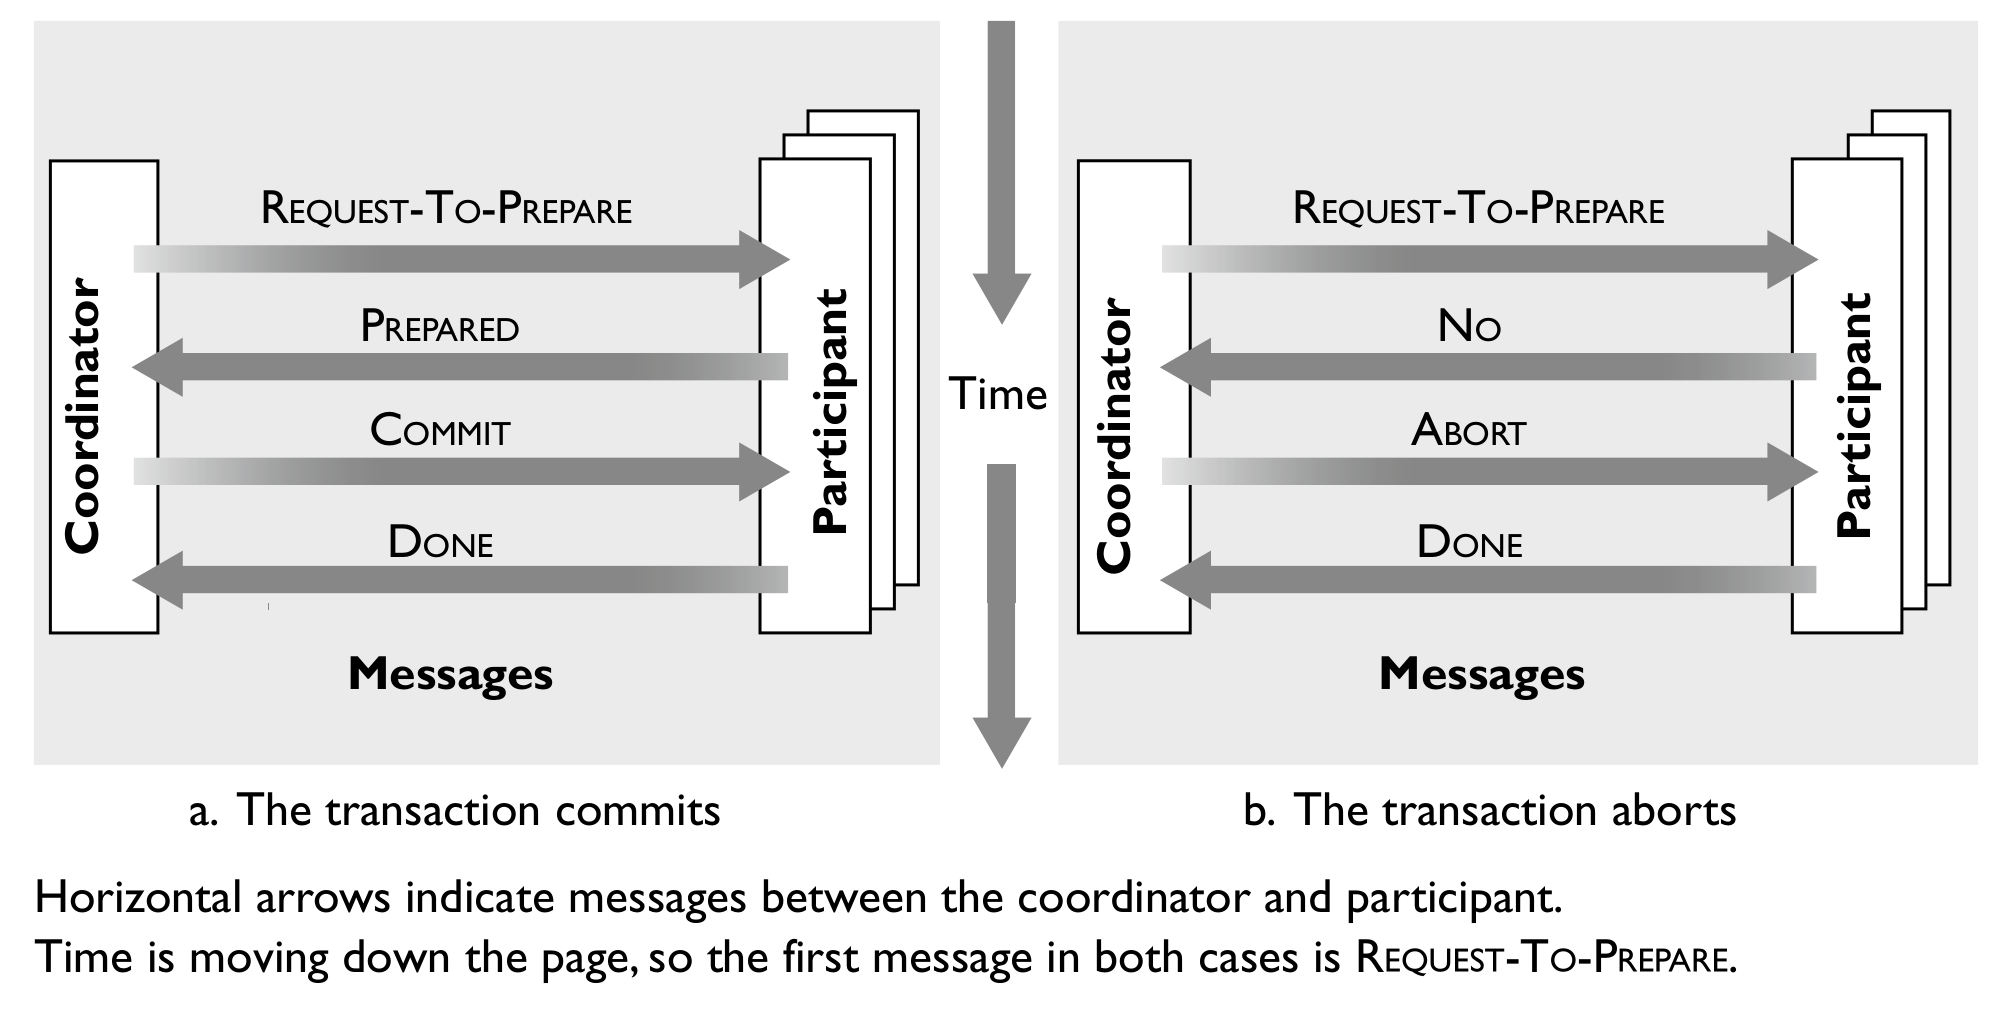 Coordinator
REQUEST-TO-PREPARE
PREPARED
COMMIT
DONE
Participant
Messages
Time
Coordinator
REQUEST-TO-PREPARE
NO
ABORT
DONE
Participant
Messages
a. The transaction commits
b. The transaction aborts
Horizontal arrows indicate messages between the coordinator and participant.
Time is moving down the page, so the first message in both cases is REQUEST-TO-PREPARE.